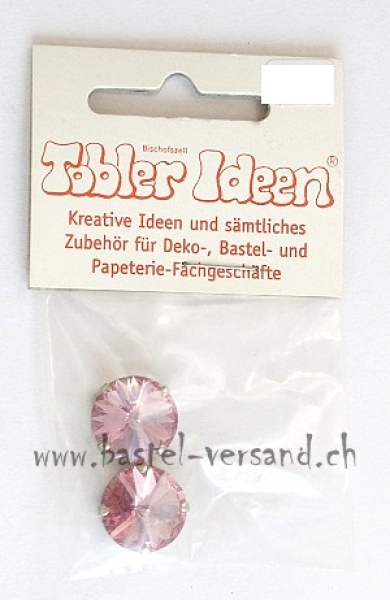 Bischofszell
Tobler Ideen®
Kreative Ideen und sämtliches
Zubehör für Deko-, Bastel- und
Papeterie-Fachgeschäfte
www.bastel-versand.ch